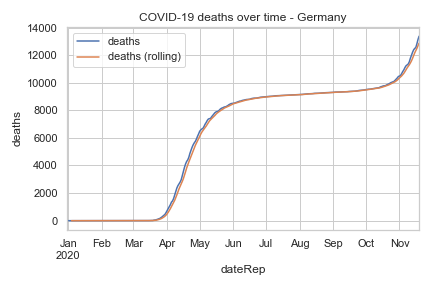 COVID-19 deaths over time - Germany
deaths
deaths (rolling)
14000
12000
10000
8000
6000
4000
2000
0
deaths
Jan Feb Mar Apr May Jun Jul Aug Sep Oct Nov
2020
dateRep